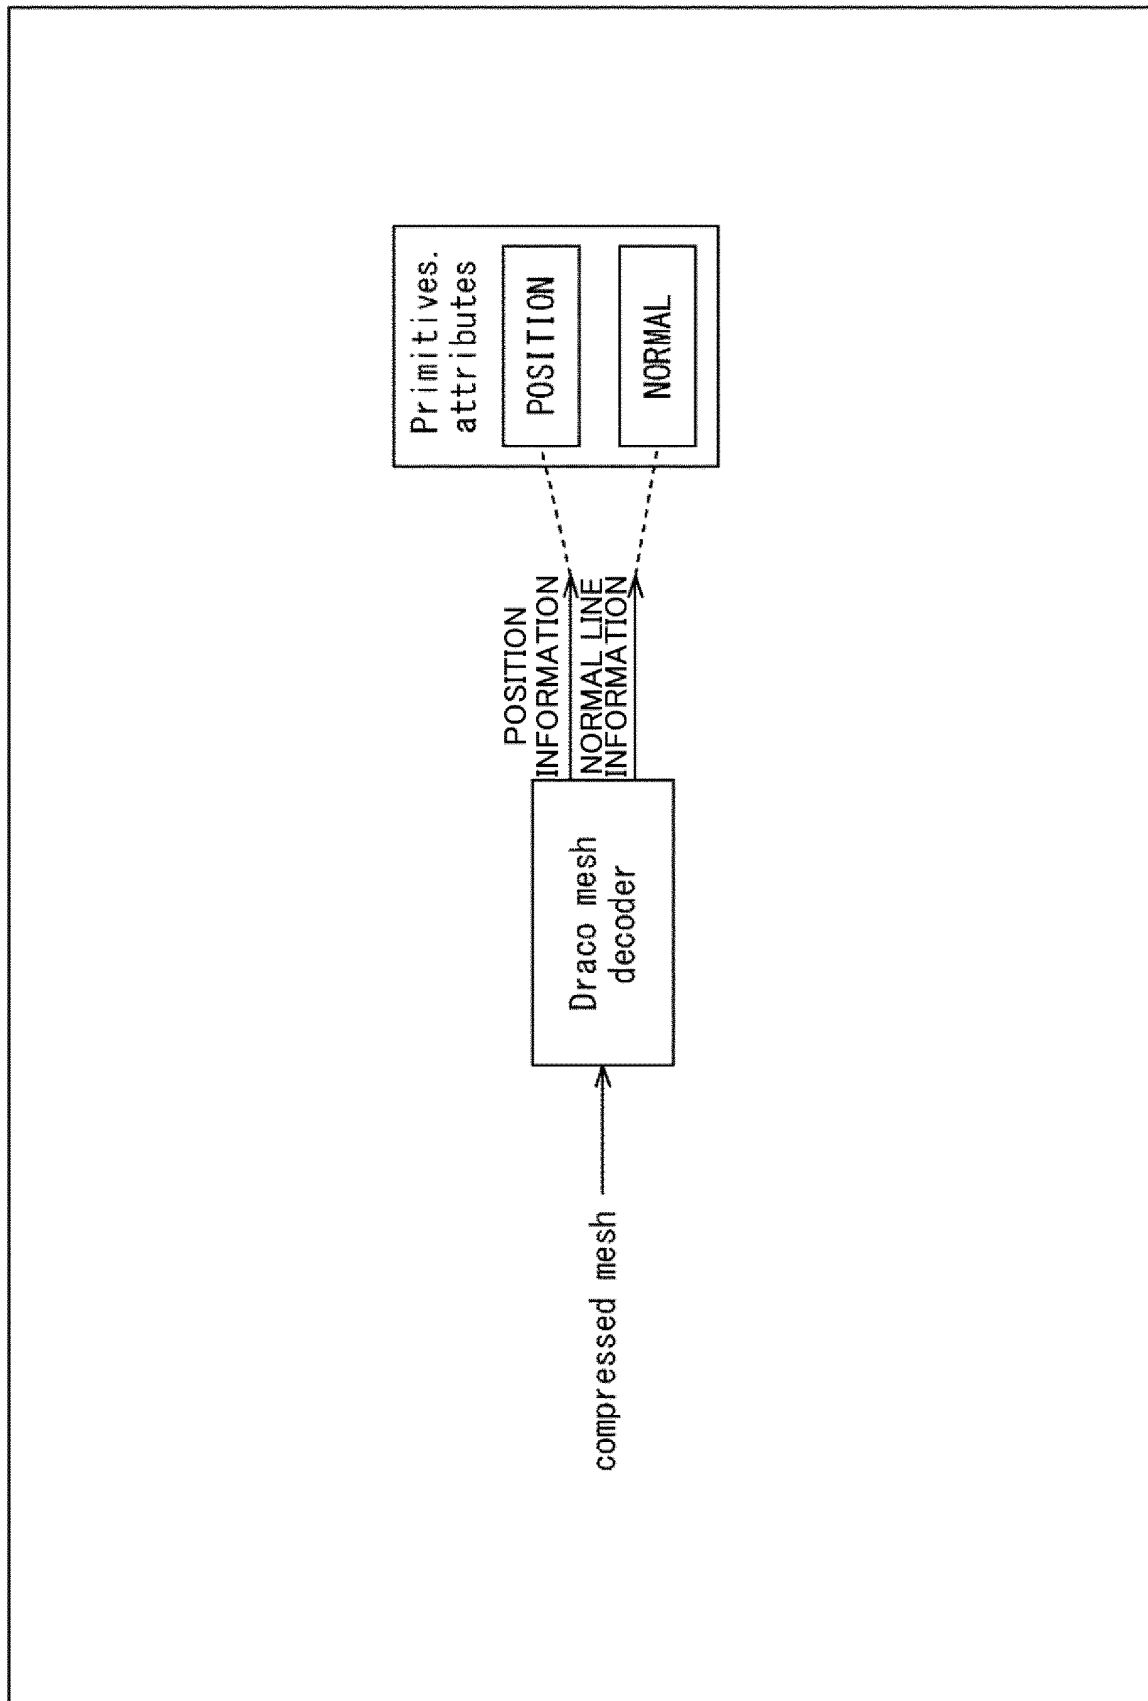 compressed mesh
Draco mesh
decoder
POSITION
INFORMATION
NORMAL LINE
INFORMATION
Primitives.
attributes
POSITION
NORMAL